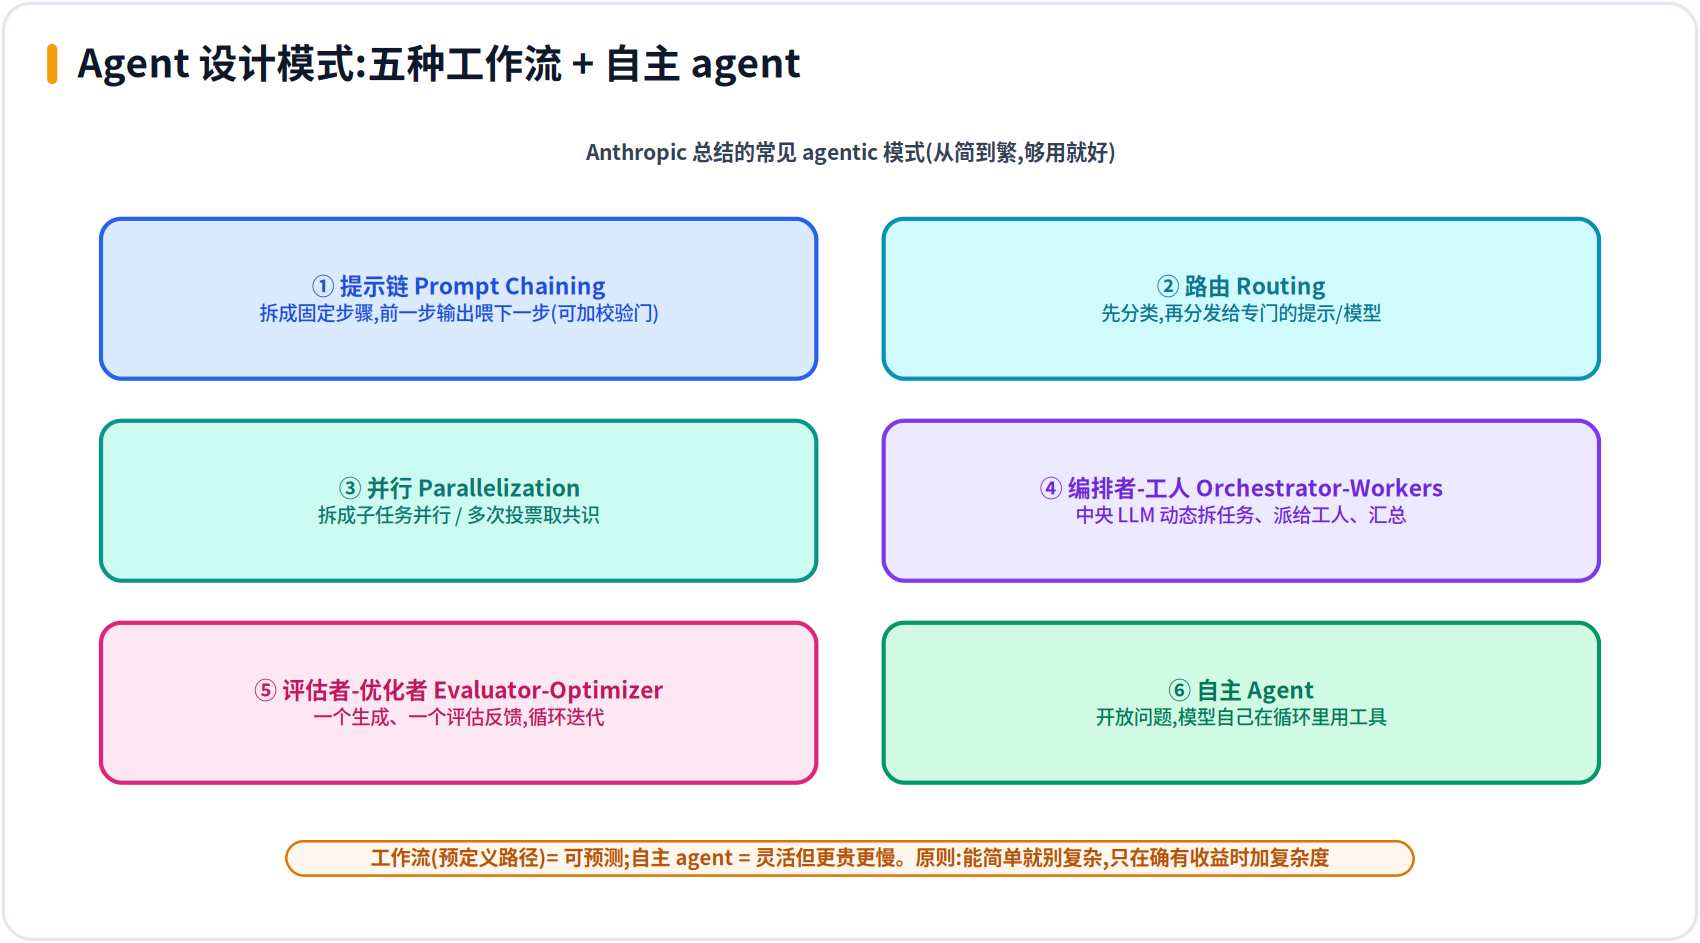 Agent 设计模式:五种工作流 + 自主 agent
Anthropic 总结的常见 agentic 模式(从简到繁,够用就好)
① 提示链 Prompt Chaining
拆成固定步骤,前一步输出喂下一步(可加校验门)
② 路由 Routing
先分类,再分发给专门的提示/模型
③ 并行 Parallelization
拆成子任务并行 / 多次投票取共识
④ 编排者-工人 Orchestrator-Workers
中央 LLM 动态拆任务、派给工人、汇总
⑤ 评估者-优化者 Evaluator-Optimizer
一个生成、一个评估反馈,循环迭代
⑥ 自主 Agent
开放问题,模型自己在循环里用工具
工作流(预定义路径)= 可预测;自主 agent = 灵活但更贵更慢。原则:能简单就别复杂,只在确有收益时加复杂度